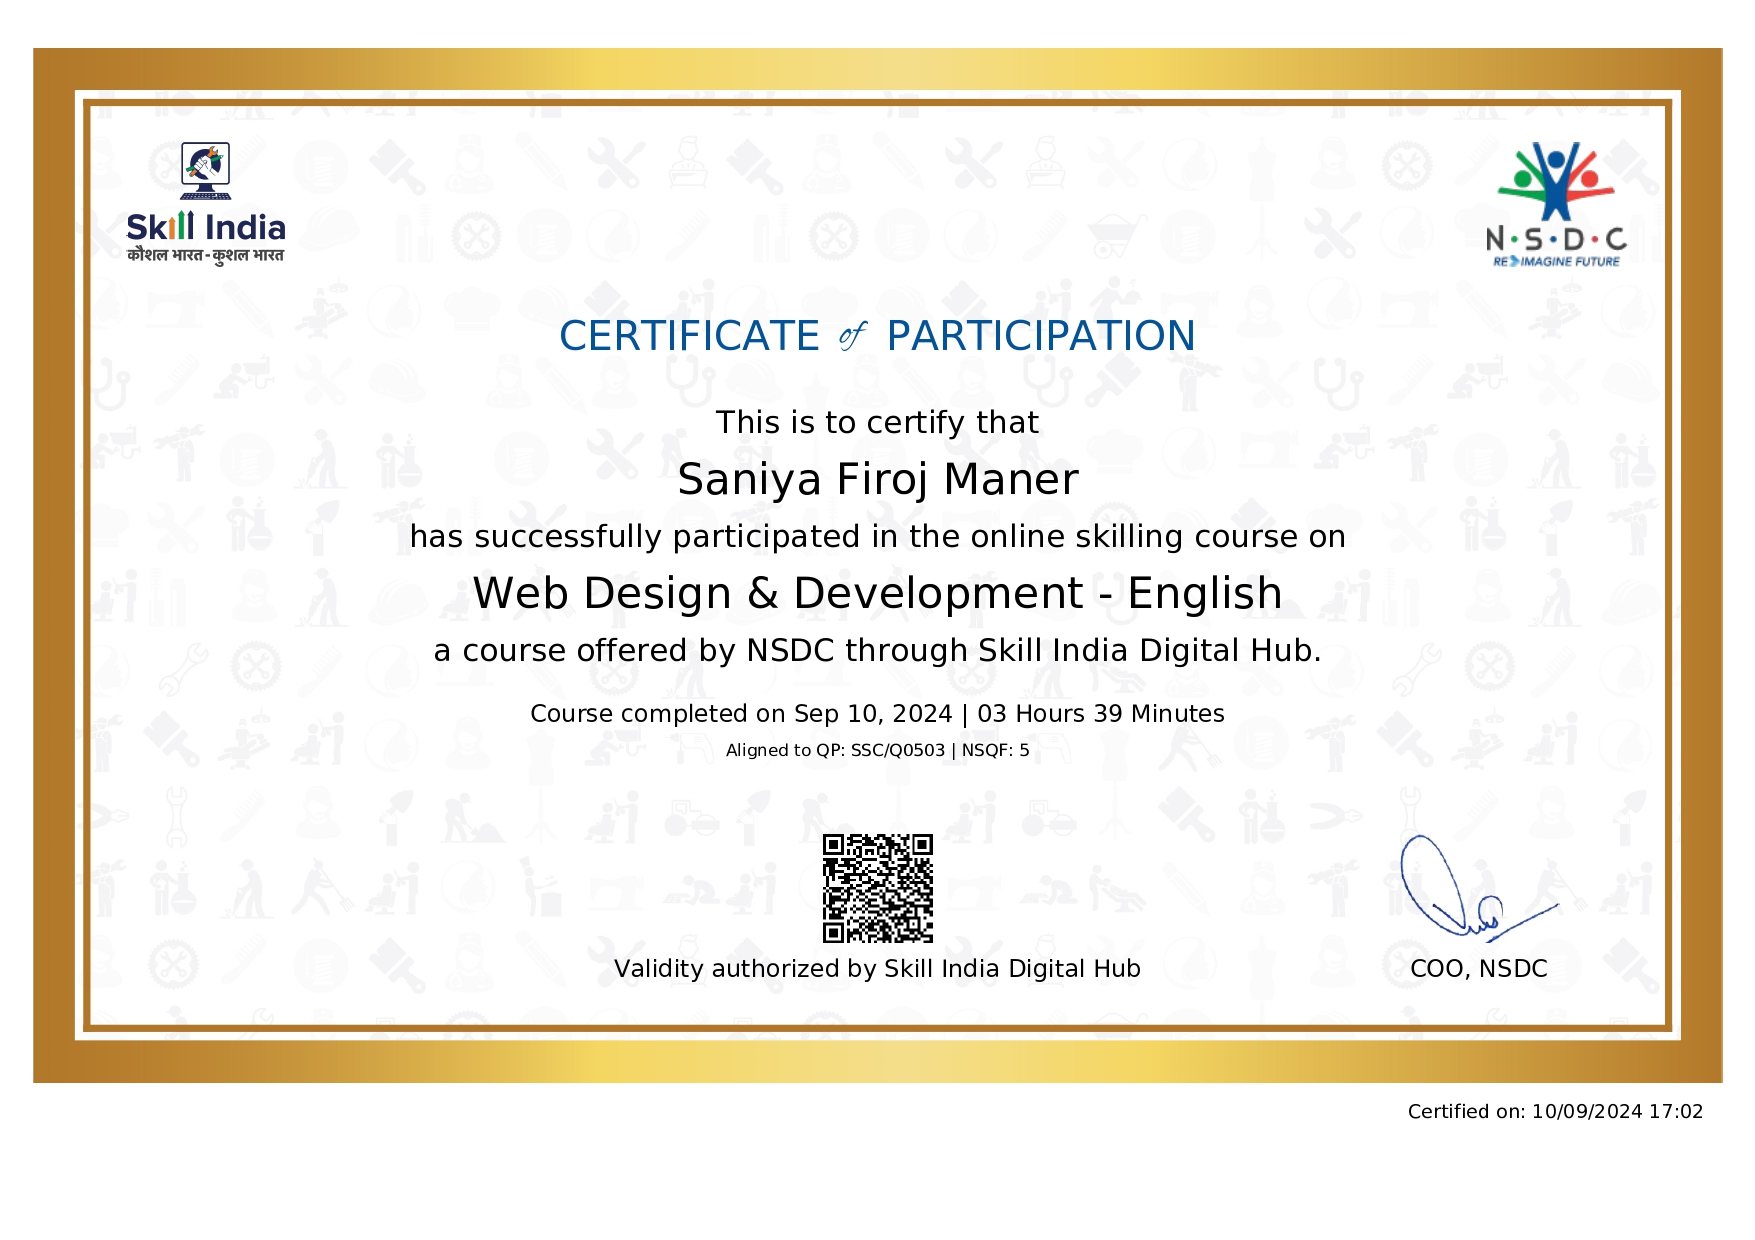 Skill India
कौशल भारत-कुशल भारत
N·S·D·C
RE IMAGINE FUTURE
CERTIFICATE of PARTICIPATION
This is to certify that
Saniya Firoj Maner
has successfully participated in the online skilling course on
Web Design & Development - English
a course offered by NSDC through Skill India Digital Hub.
Course completed on Sep 10, 2024 | 03 Hours 39 Minutes
Aligned to QP: SSC/Q0503 | NSQF: 5
Validity authorized by Skill India Digital Hub
COO, NSDC
Certified on: 10/09/2024 17:02